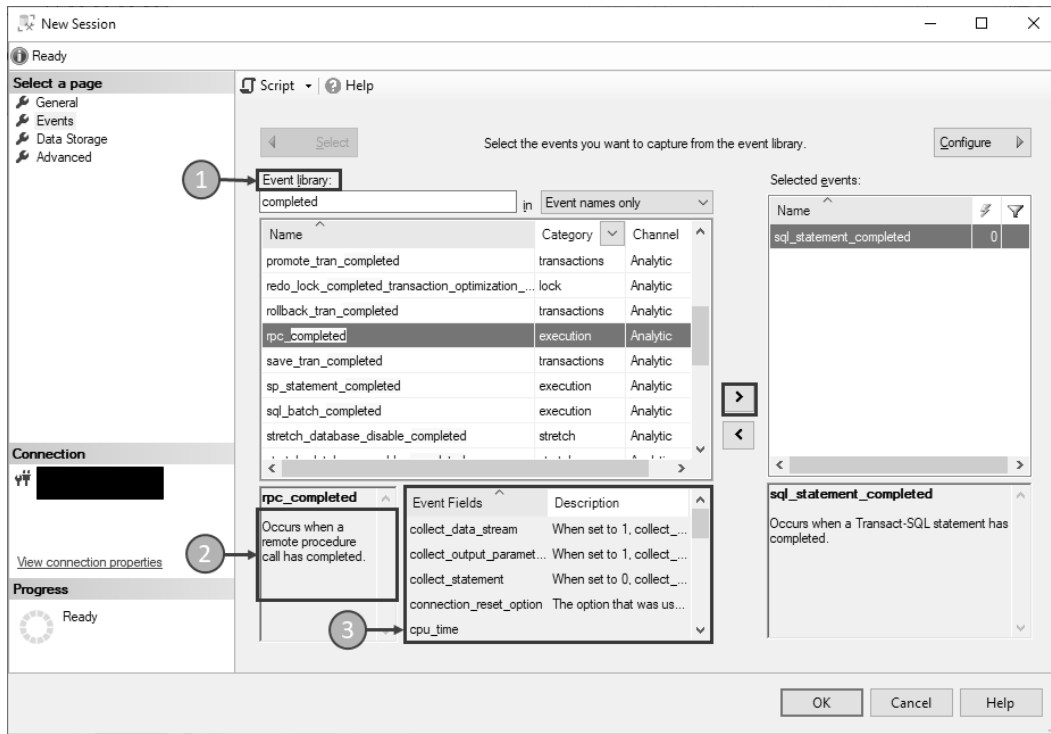 New Session
Ready
Select a page
General
Events
Data Storage
Advanced
Script
Help
Select
Select the events you want to capture from the event library.
Configure
1
Event library:
completed
in
Event names only
Name
Category
Channel
promote_tran_completed transactions Analytic
redo_lock_completed_transaction_optimization_... lock Analytic
rollback_tran_completed transactions Analytic
rpc_completed execution Analytic
save_tran_completed transactions Analytic
sp_statement_completed execution Analytic
sql_batch_completed execution Analytic
stretch_database_disable_completed stretch Analytic
>
<
Selected events:
Name
sql_statement_completed 0
Connection
View connection properties
Progress
Ready
2
rpc_completed
Occurs when a
remote procedure
call has completed.
3
Event Fields Description
collect_data_stream When set to 1, collect_...
collect_output_paramet... When set to 1, collect_...
collect_statement When set to 0, collect_...
connection_reset_option The option that was us...
cpu_time
sql_statement_completed
Occurs when a Transact-SQL statement has
completed.
OK
Cancel
Help